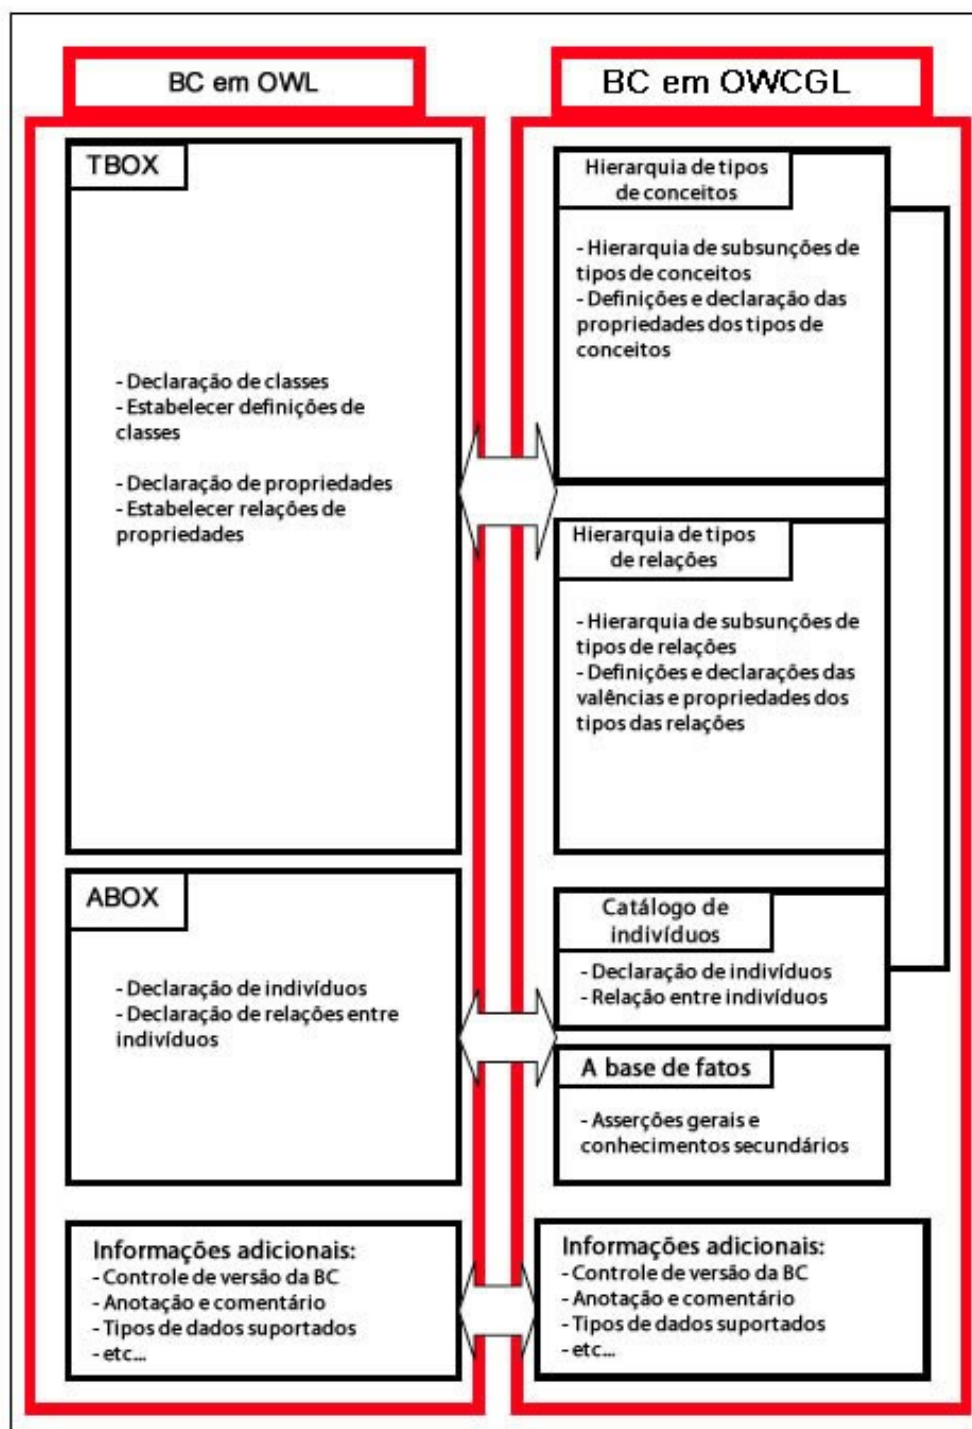 BC em OWL
TBOX
- Declaração de classes
- Estabelecer definições de
classes
- Declaração de propriedades
- Estabelecer relações de
propriedades
ABOX
- Declaração de indivíduos
- Declaração de relações entre
indivíduos
Informações adicionais:
- Controle de versão da BC
- Anotação e comentário
- Tipos de dados suportados
- etc...
BC em OWCGL
Hierarquia de tipos
de conceitos
- Hierarquia de subsunções de
tipos de conceitos
- Definições e declaração das
propriedades dos tipos de
conceitos
Hierarquia de tipos
de relações
- Hierarquia de subsunções de
tipos de relações
- Definições e declarações das
valências e propriedades dos
tipos das relações
Catálogo de
indivíduos
- Declaração de indivíduos
- Relação entre indivíduos
A base de fatos
- Asserções gerais e
conhecimentos secundários
Informações adicionais:
- Controle de versão da BC
- Anotação e comentário
- Tipos de dados suportados
- etc...